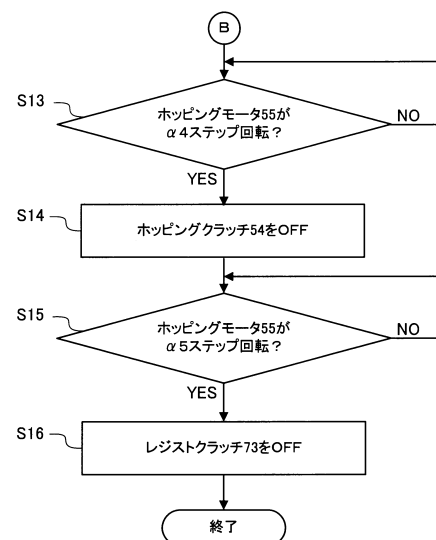 B
S13
ホッピングモータ55が
α4ステップ回転?
NO
YES
S14
ホッピングクラッチ54をOFF
S15
ホッピングモータ55が
α5ステップ回転?
NO
YES
S16
レジストクラッチ73をOFF
終了